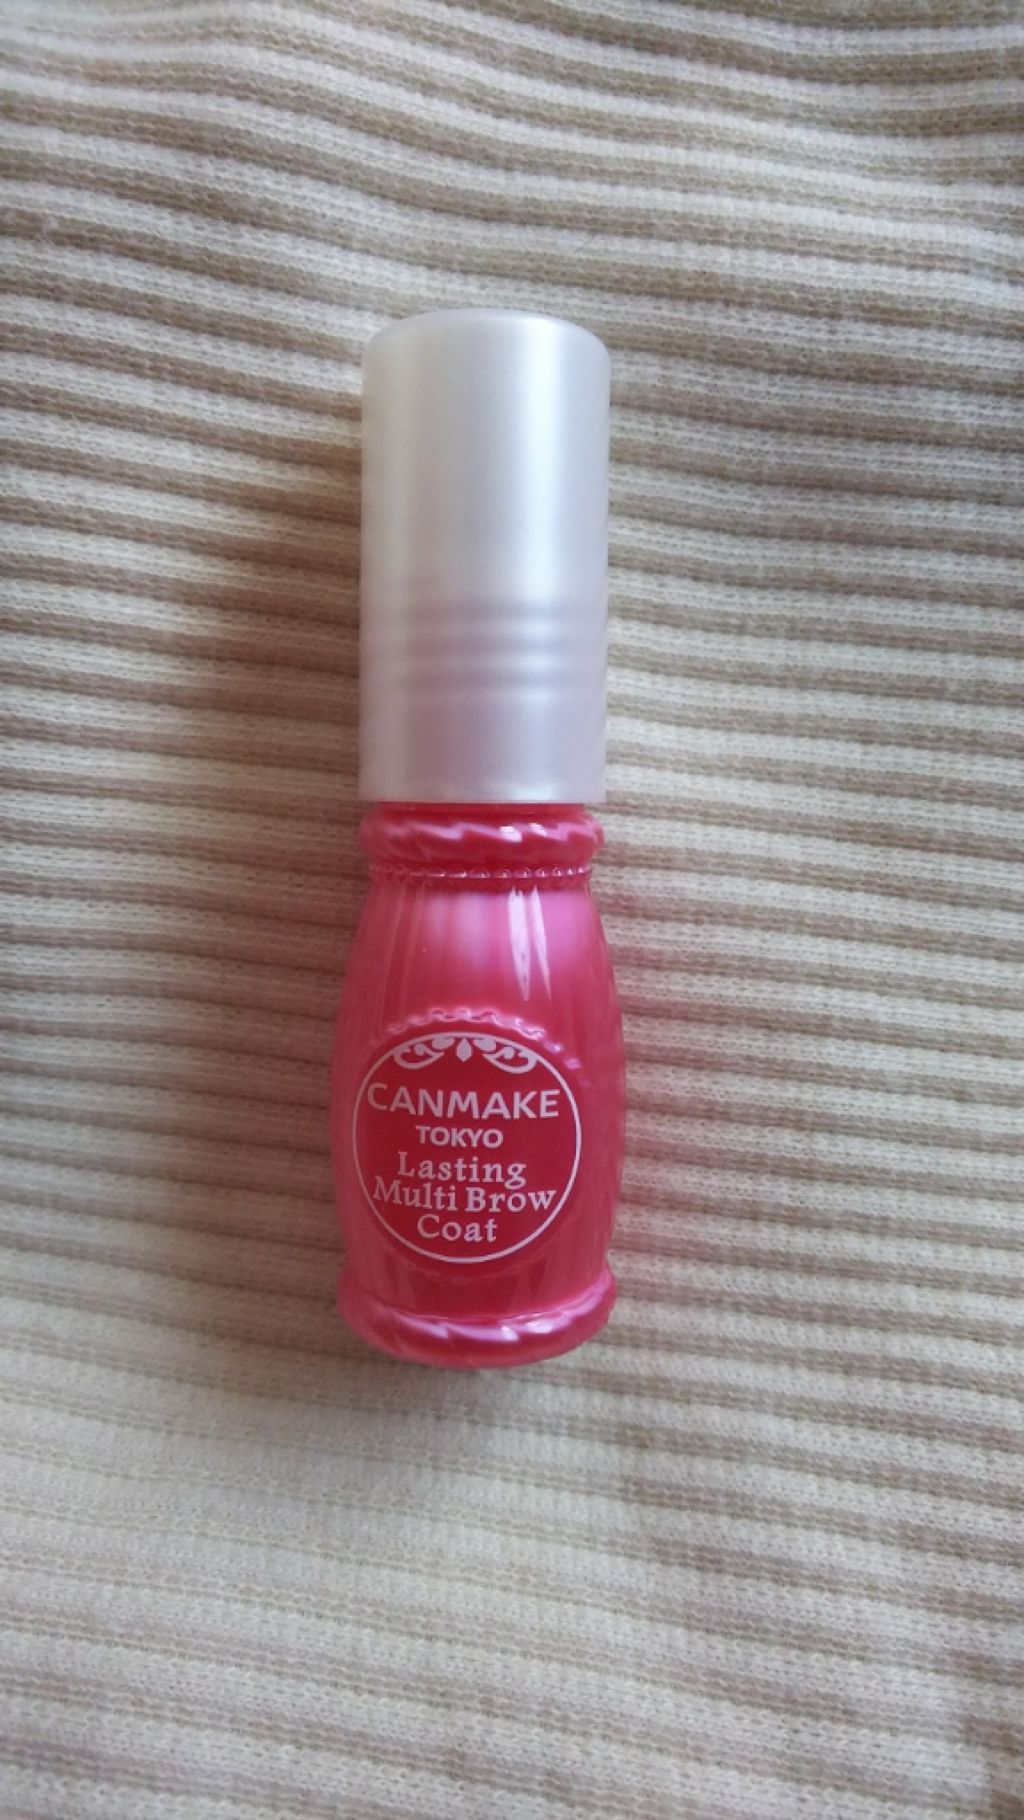 CANMAKE
TOKYO
Lasting
Multi Brow
Coat